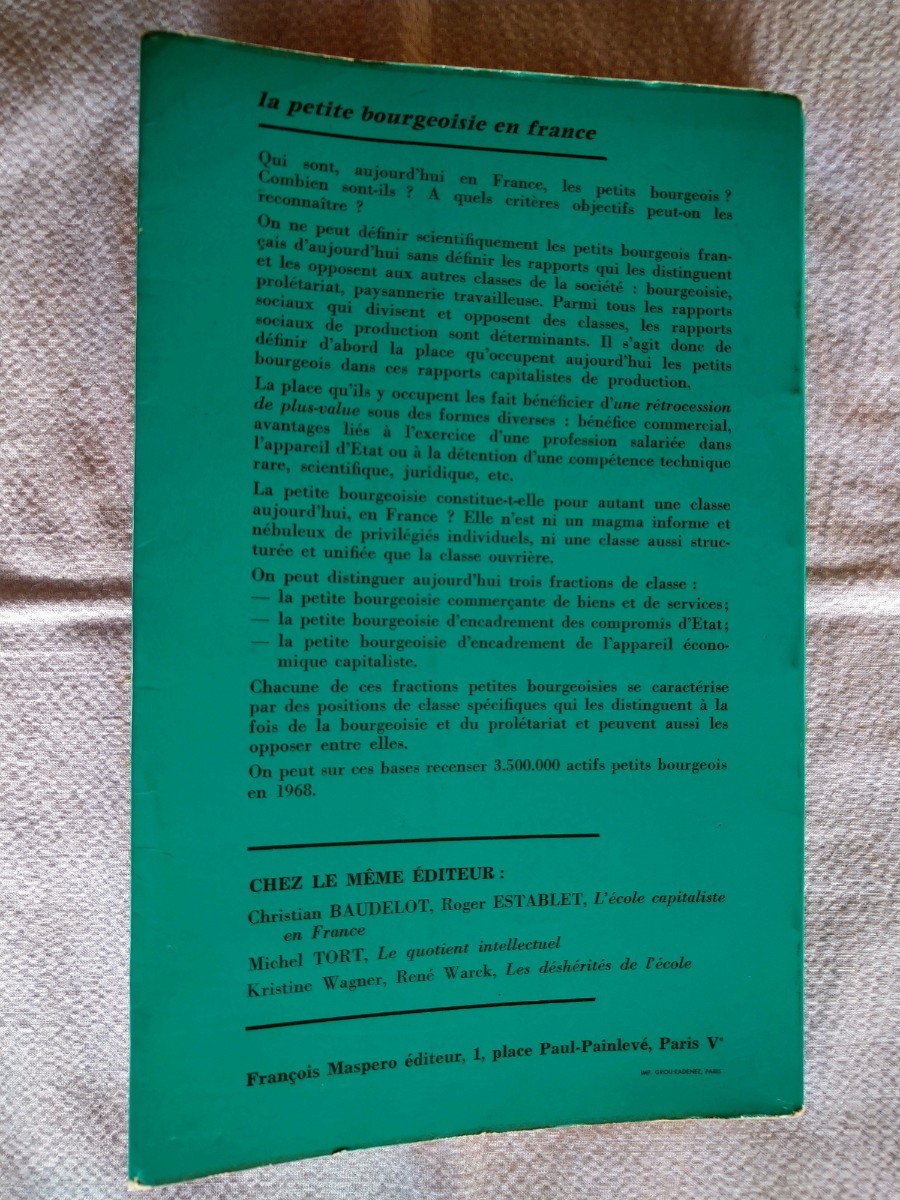 la petite bourgeoisie en france
Qui sont, aujourd'hui en France, les petits bourgeois ?
Combien sont-ils ? A quels critères objectifs peut-on les
reconnaître ?
On ne peut définir scientifiquement les petits bourgeois fran-
çais d'aujourd'hui sans définir les rapports qui les distinguent
et les opposent aux autres classes de la société : bourgeoisie,
prolétariat, paysannerie travailleuse. Parmi tous les rapports
sociaux qui divisent et opposent des classes, les rapports
sociaux de production sont déterminants. Il s'agit donc de
définir d'abord la place qu'occupent aujourd'hui les petits
bourgeois dans ces rapports capitalistes de production.
La place qu'ils y occupent les fait bénéficier d'une rétrocession
de plus-value sous des formes diverses : bénéfice commercial,
avantages liés à l'exercice d'une profession salariée dans
l'appareil d'Etat ou à la détention d'une compétence technique
rare, scientifique, juridique, etc.
La petite bourgeoisie constitue-t-elle pour autant une classe
aujourd'hui, en France ? Elle n'est ni un magma informe et
nébuleux de privilégiés individuels, ni une classe aussi struc-
turée et unifiée que la classe ouvrière.
On peut distinguer aujourd'hui trois fractions de classe :
— la petite bourgeoisie commerçante de biens et de services;
— la petite bourgeoisie d'encadrement des compromis d'Etat;
— la petite bourgeoisie d'encadrement de l'appareil écono-
mique capitaliste.
Chacune de ces fractions petites bourgeoisies se caractérise
par des positions de classe spécifiques qui les distinguent à la
fois de la bourgeoisie et du prolétariat et peuvent aussi les
opposer entre elles.
On peut sur ces bases recenser 3.500.000 actifs petits bourgeois
en 1968.
CHEZ LE MÊME ÉDITEUR :
Christian BAUDELOT, Roger ESTABLET, L'école capitaliste
en France
Michel TORT, Le quotient intellectuel
Kristine Wagner, René Warck, Les déshérités de l'école
François Maspero éditeur, 1, place Paul-Painlevé, Paris Vᵉ
IMP. GROU-RADENEZ, PARIS